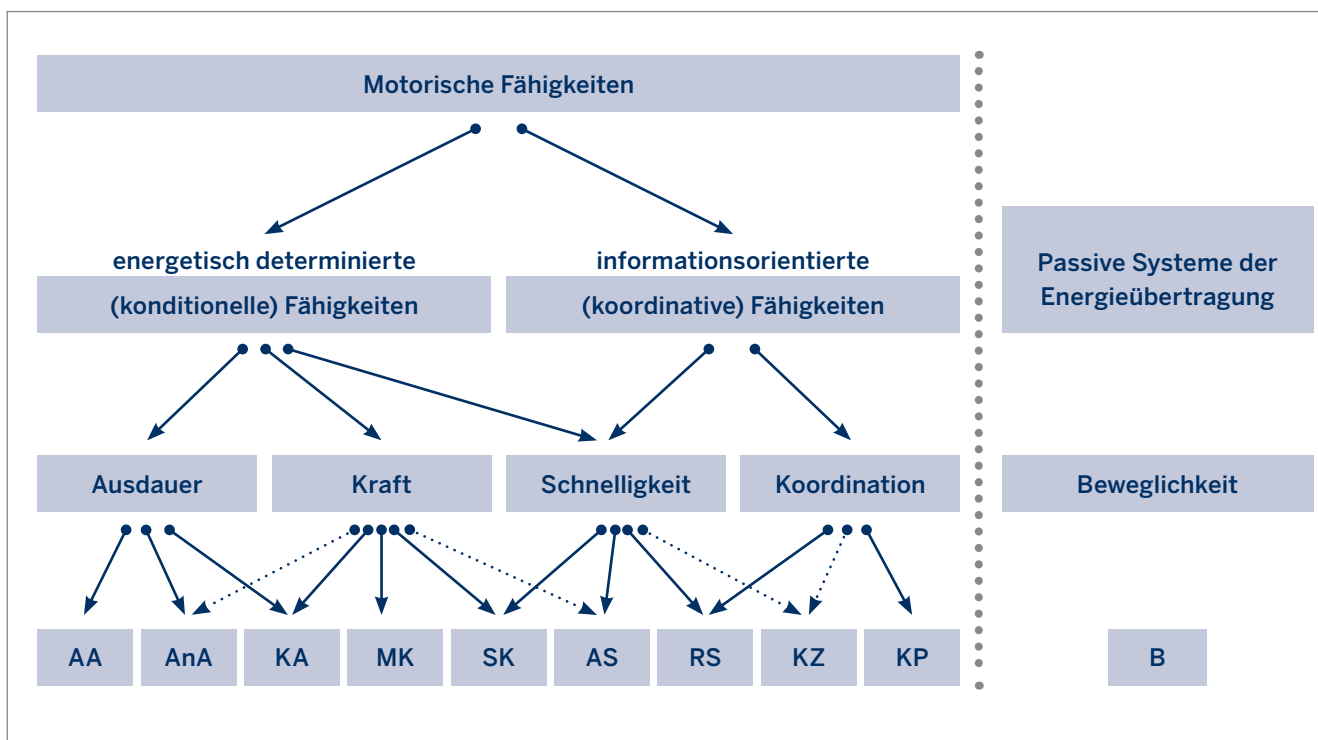 Motorische Fähigkeiten
energetisch determinierte
(konditionelle) Fähigkeiten
informationsorientierte
(koordinative) Fähigkeiten
Passive Systeme der
Energieübertragung
Ausdauer
Kraft
Schnelligkeit
Koordination
Beweglichkeit
AA
AnA
KA
MK
SK
AS
RS
KZ
KP
B